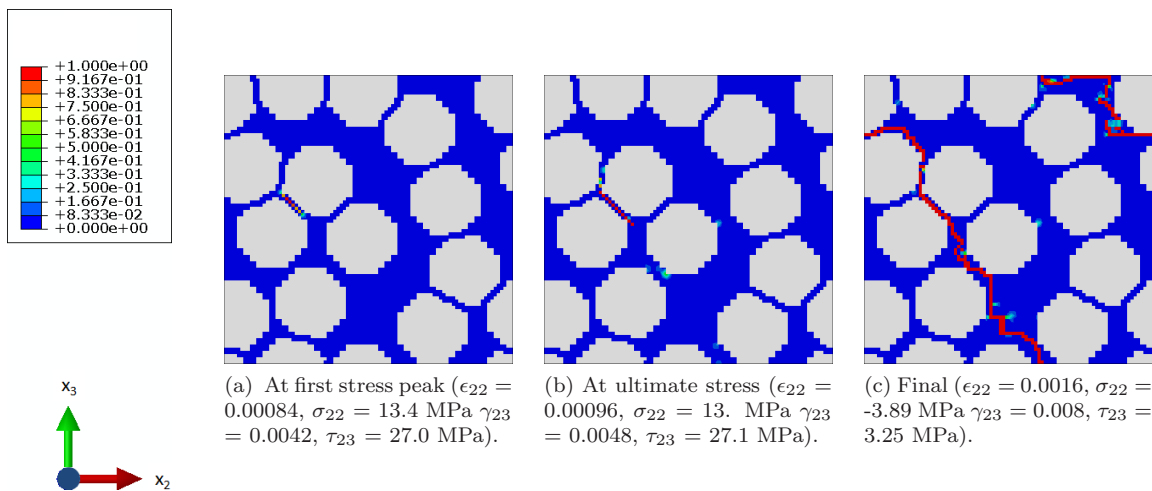 +1.000e+00
+9.167e-01
+8.333e-01
+7.500e-01
+6.667e-01
+5.833e-01
+5.000e-01
+4.167e-01
+3.333e-01
+2.500e-01
+1.667e-01
+8.333e-02
+0.000e+00
(a) At first stress peak (ϵ22 =
0.00084, σ22 = 13.4 MPa γ23
= 0.0042, τ23 = 27.0 MPa).
(b) At ultimate stress (ϵ22 =
0.00096, σ22 = 13. MPa γ23
= 0.0048, τ23 = 27.1 MPa).
(c) Final (ϵ22 = 0.0016, σ22 =
-3.89 MPa γ23 = 0.008, τ23 =
3.25 MPa).
x3
x2